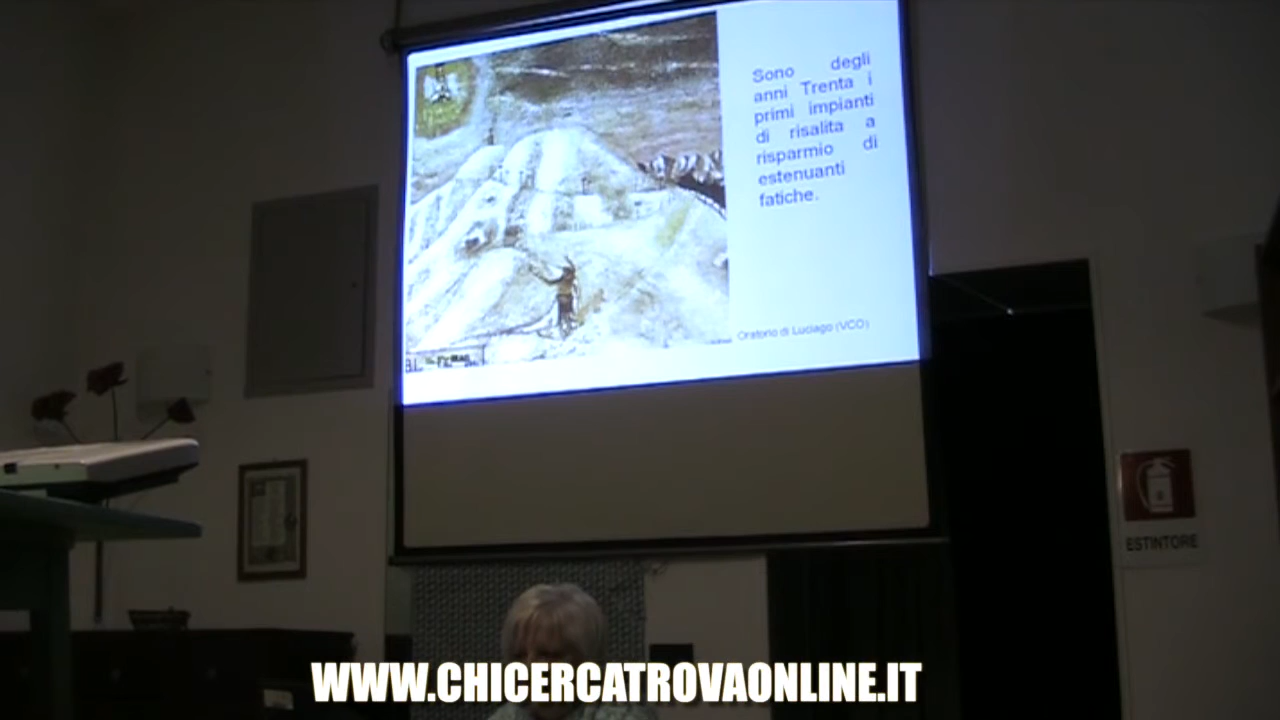 Sono degli
anni Trenta i
primi impianti
di risalita a
risparmio di
estenuanti
fatiche.
Oratorio di Luciago (VCO)
ESTINTORE
WWW.CHICERCATROVAONLINE.IT